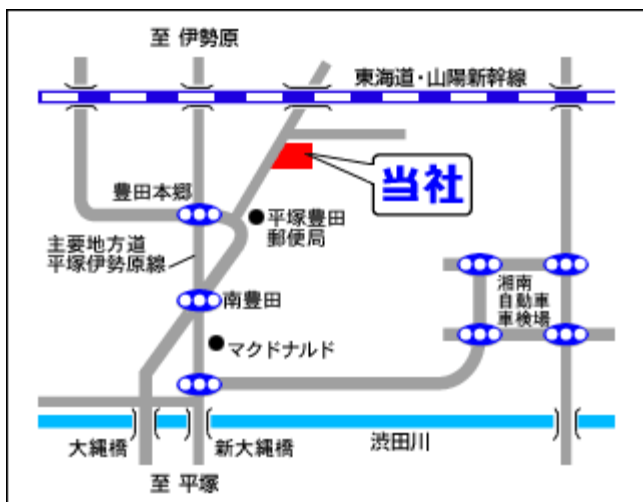 至 伊勢原
東海道・山陽新幹線
当社
豊田本郷
平塚豊田
郵便局
主要地方道
平塚伊勢原線
湘南
自動車
車検場
南豊田
マクドナルド
大縄橋
新大縄橋
渋田川
至 平塚